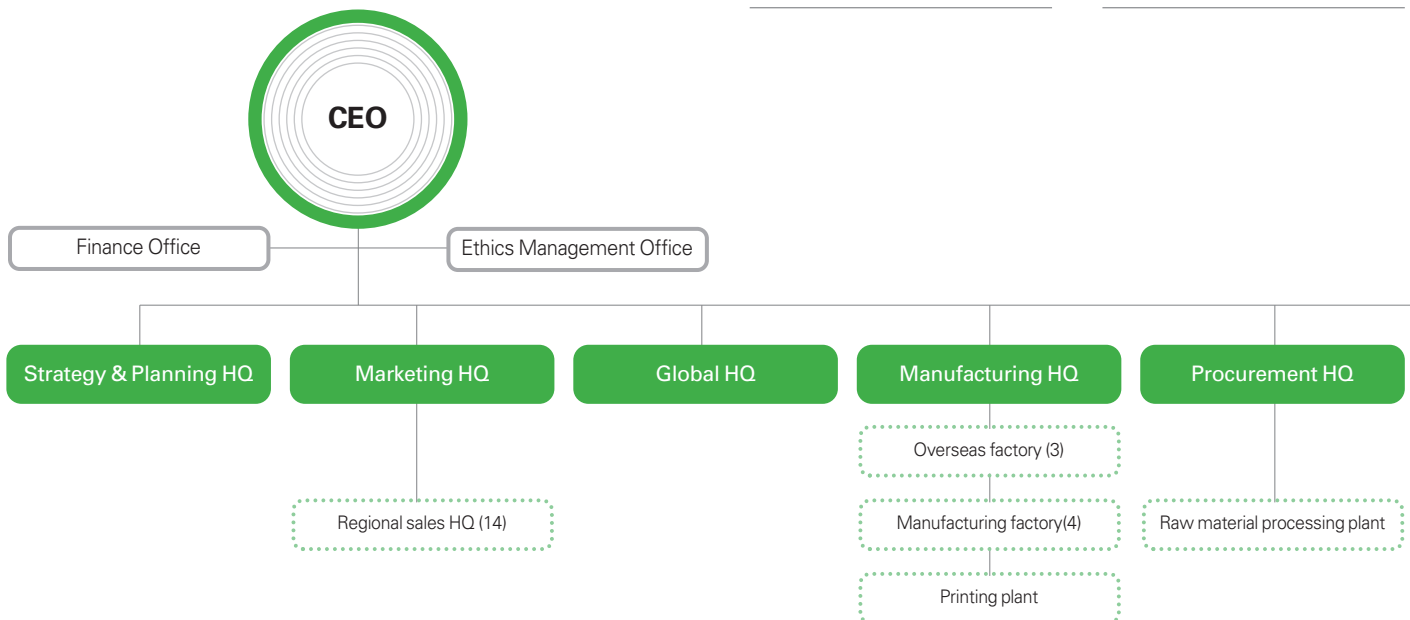 CEO
Finance Office
Ethics Management Office
Strategy & Planning HQ
Marketing HQ
Global HQ
Manufacturing HQ
Procurement HQ
Overseas factory (3)
Regional sales HQ (14)
Manufacturing factory(4)
Raw material processing plant
Printing plant